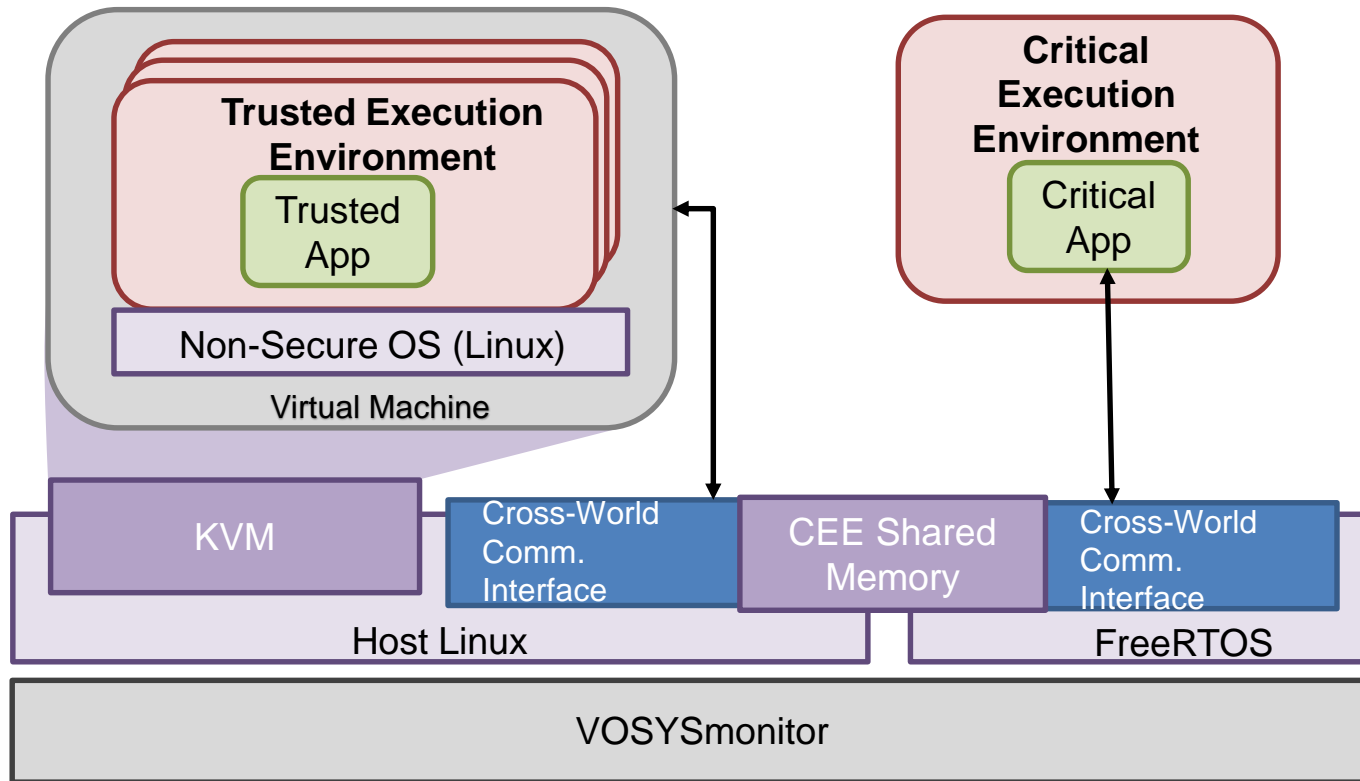 Trusted Execution
Environment
Trusted
App
Non-Secure OS (Linux)
Virtual Machine
Critical
Execution
Environment
Critical
App
KVM
Cross-World
Comm.
Interface
CEE Shared
Memory
Cross-World
Comm.
Interface
Host Linux
FreeRTOS
VOSYSmonitor